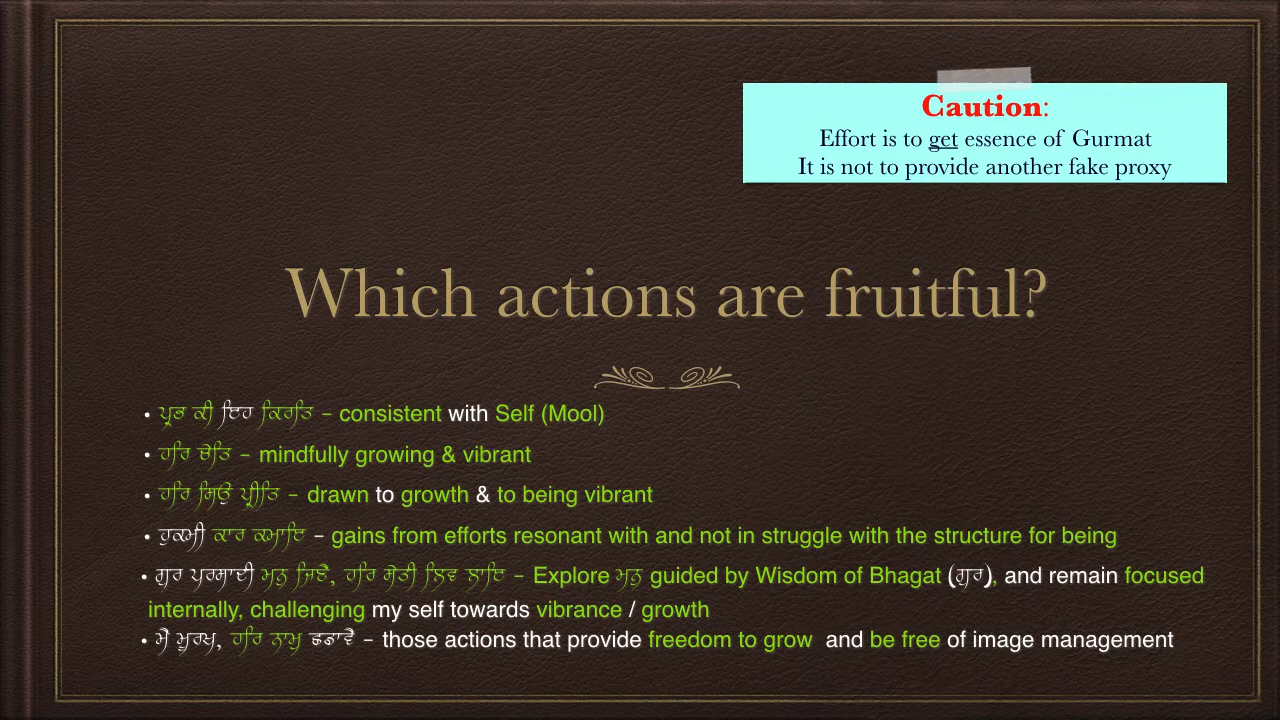 Caution:
Effort is to get essence of Gurmat
It is not to provide another fake proxy
Which actions are fruitful?
• ਪ੍ਰਭ ਕੀ ਇਹ ਕਿਰਤਿ – consistent with Self (Mool)
• ਹਰਿ ਚੇਤਿ – mindfully growing & vibrant
• ਹਰਿ ਸਿਉ ਪ੍ਰੀਤਿ – drawn to growth & to being vibrant
• ਹੁਕਮੀ ਕਾਰ ਕਮਾਇ – gains from efforts resonant with and not in struggle with the structure for being
• ਗੁਰ ਪਰਸਾਦੀ ਮਨੁ ਜਿਣੈ, ਹਰਿ ਸੇਤੀ ਲਿਵ ਲਾਇ – Explore ਮਨੁ guided by Wisdom of Bhagat (ਗੁਰ), and remain focused
internally, challenging my self towards vibrance / growth
• ਮੈ ਮੂਰਖ, ਹਰਿ ਨਾਮੁ ਛਡਾਵੈ – those actions that provide freedom to grow and be free of image management